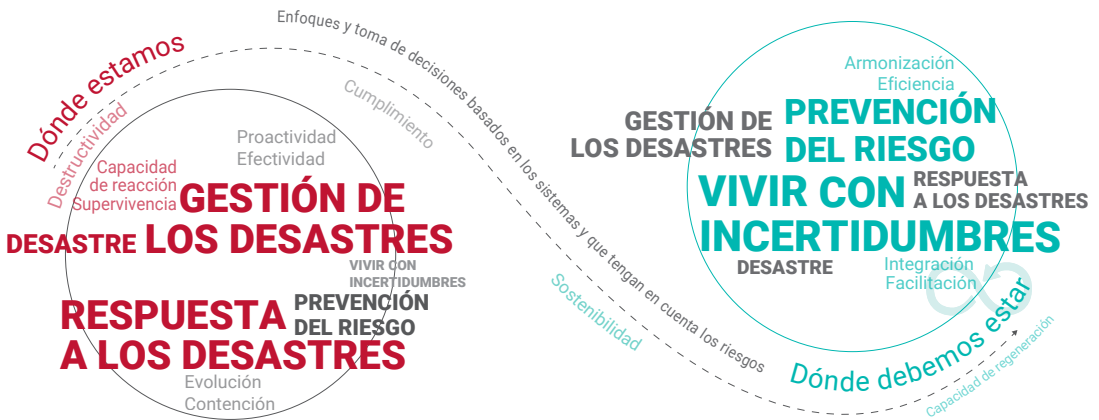 Dónde estamos
Destructividad
Capacidad
de reacción
Supervivencia
Proactividad
Efectividad
GESTIÓN DE
LOS DESASTRES
DESASTRE
VIVIR CON
INCERTIDUMBRES
RESPUESTA
A LOS DESASTRES
PREVENCIÓN
DEL RIESGO
Evolución
Contención
Enfoques y toma de decisiones basados en los sistemas y que tengan en cuenta los riesgos
Cumplimiento
Sostenibilidad
Armonización
Eficiencia
GESTIÓN DE
LOS DESASTRES
PREVENCIÓN
DEL RIESGO
VIVIR CON
INCERTIDUMBRES
RESPUESTA
A LOS DESASTRES
DESASTRE
Integración
Facilitación
Dónde debemos estar
Capacidad de regeneración